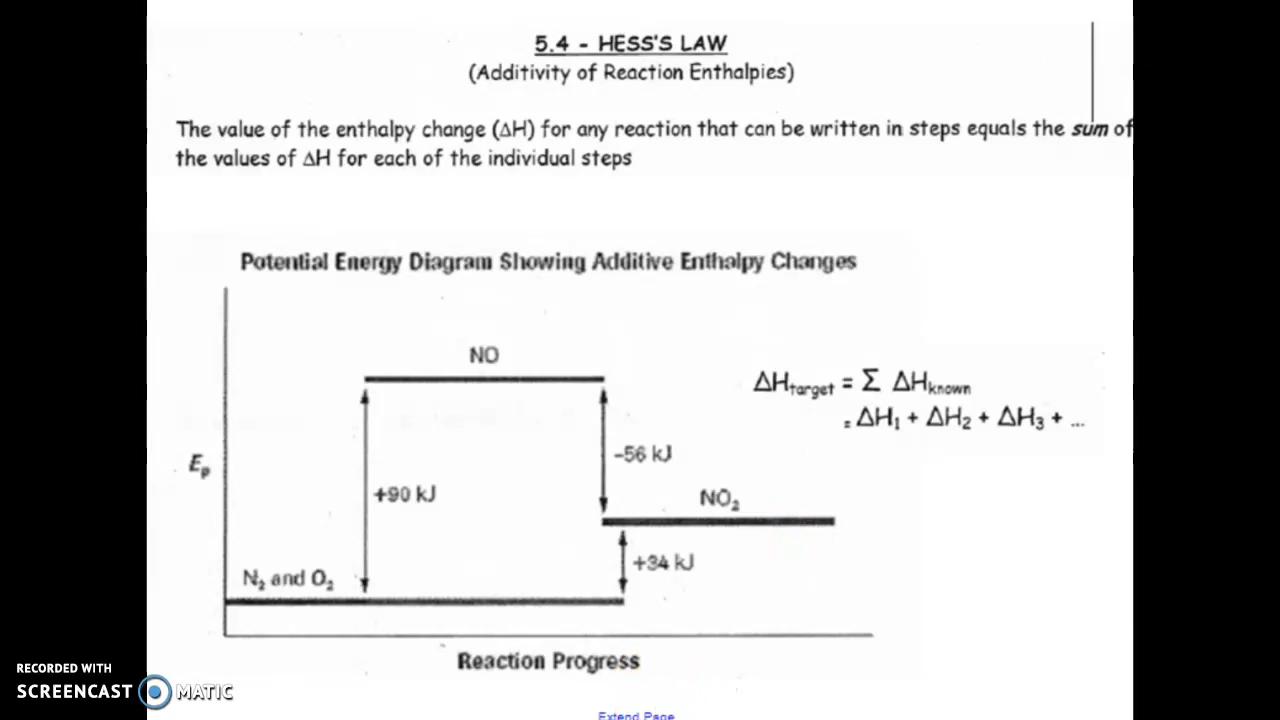 5.4 - HESS'S LAW
(Additivity of Reaction Enthalpies)
The value of the enthalpy change (ΔH) for any reaction that can be written in steps equals the sum of
the values of ΔH for each of the individual steps
Potential Energy Diagram Showing Additive Enthalpy Changes
NO
ΔHtarget = Σ ΔHknown
= ΔH₁ + ΔH₂ + ΔH₃ + ...
-56 kJ
Eₚ
+90 kJ
NO₂
+34 kJ
N₂ and O₂
Reaction Progress
RECORDED WITH
SCREENCAST MATIC
Extend Page